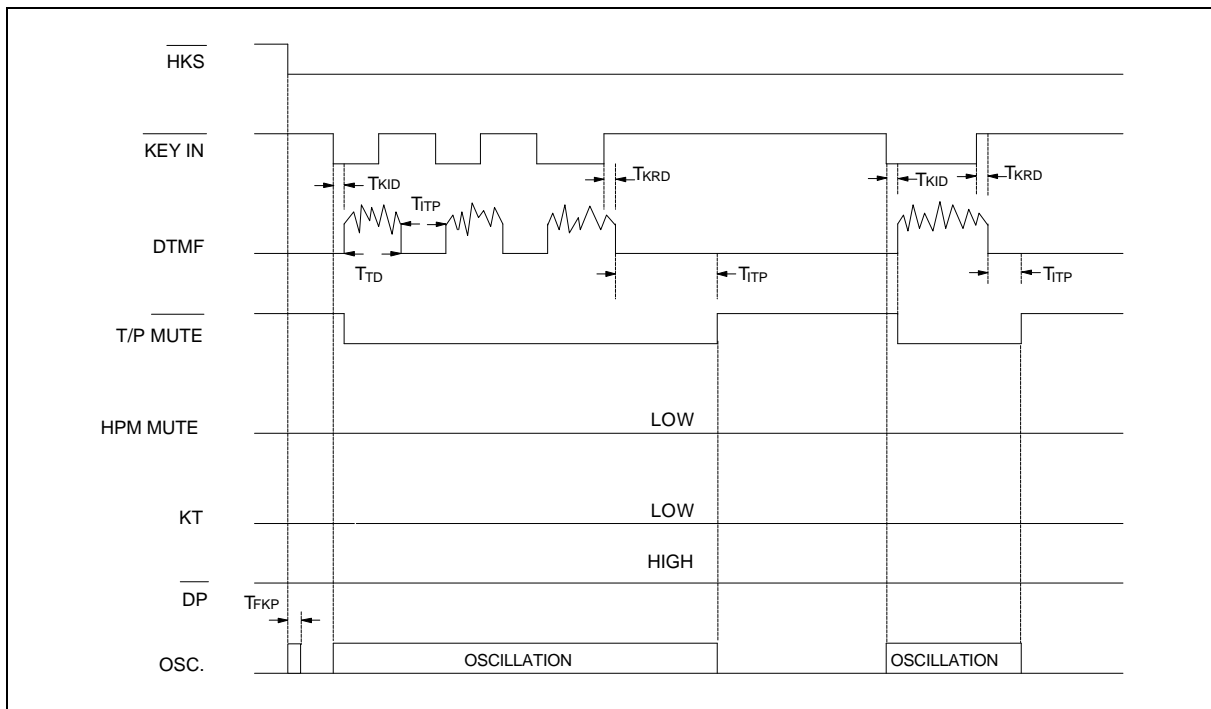 HKS
KEY IN
TKID
TITP
TKRD
TKID
TKRD
DTMF
TTD
TITP
TITP
T/P MUTE
HPM MUTE
LOW
KT
LOW
HIGH
DP
TFKP
OSC.
OSCILLATION
OSCILLATION